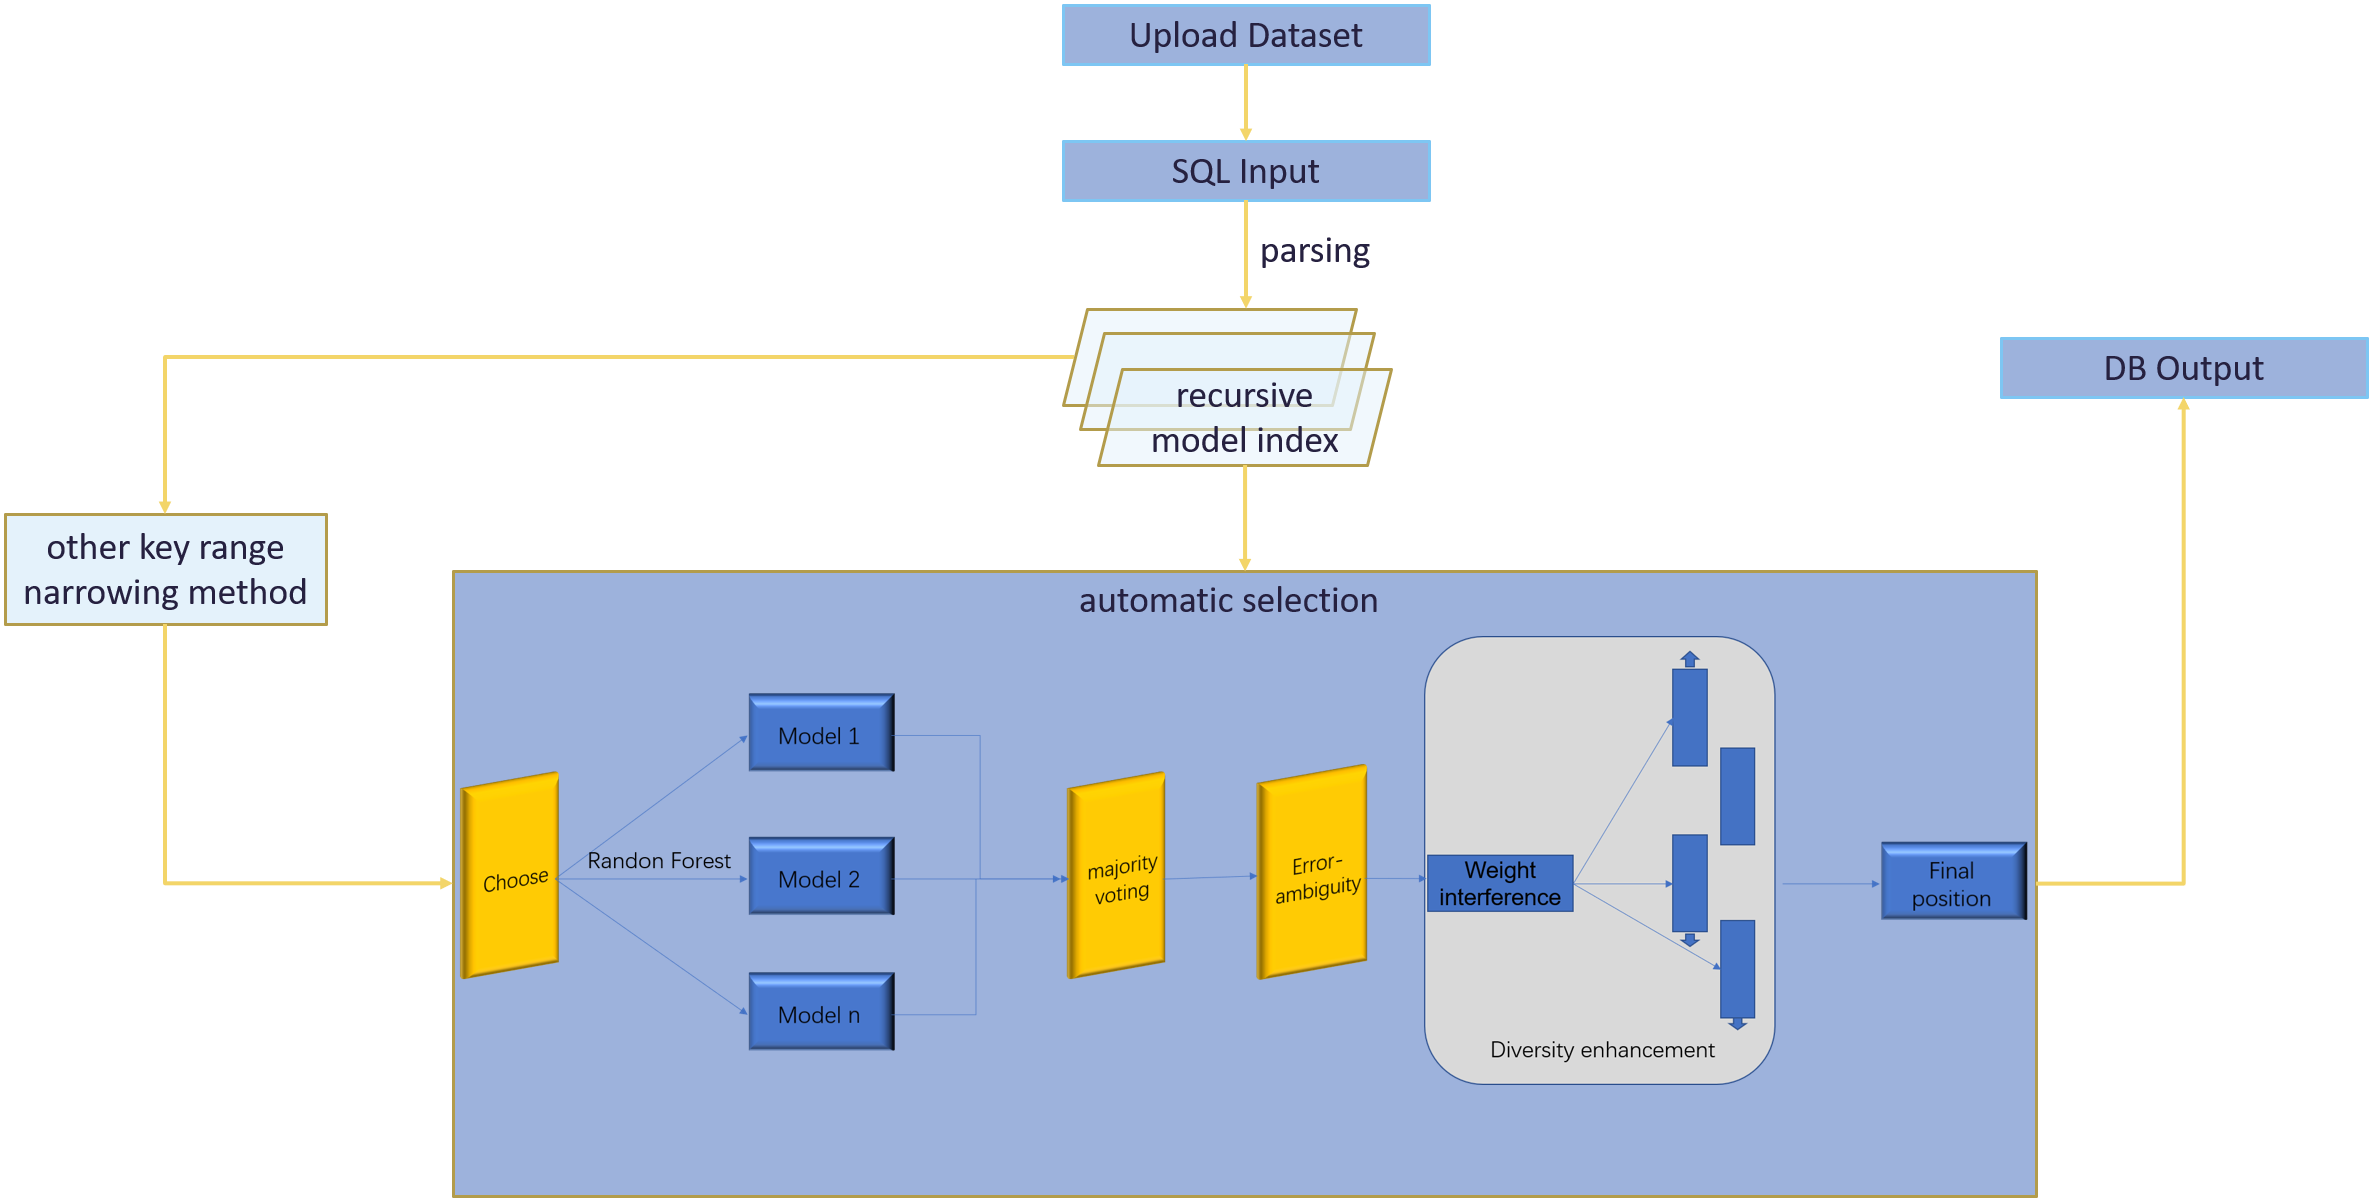 Upload Dataset
SQL Input
parsing
recursive
model index
DB Output
other key range
narrowing method
automatic selection
Choose
Randon Forest
Model 1
Model 2
Model n
majority
voting
Error-
ambiguity
Weight
interference
Diversity enhancement
Final
position